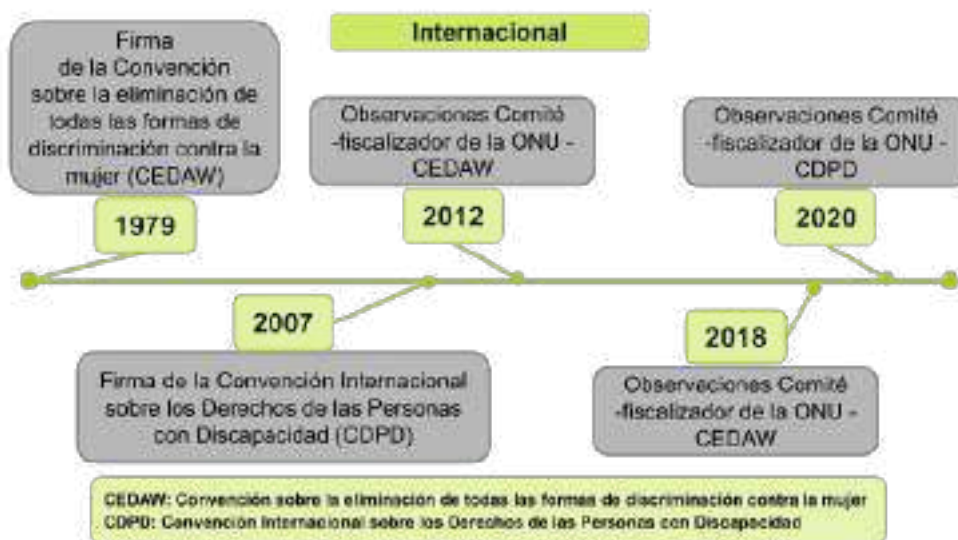 Internacional
Firma
de la Convención
sobre la eliminación de
todas las formas de
discriminación contra la
mujer (CEDAW)
1979
Observaciones Comité
-fiscalizador de la ONU -
CEDAW
2012
Observaciones Comité
-fiscalizador de la ONU -
CDPD
2020
2007
Firma de la Convención Internacional
sobre los Derechos de las Personas
con Discapacidad (CDPD)
2018
Observaciones Comité
-fiscalizador de la ONU -
CEDAW
CEDAW: Convención sobre la eliminación de todas las formas de discriminación contra la mujer
CDPD: Convención Internacional sobre los Derechos de las Personas con Discapacidad